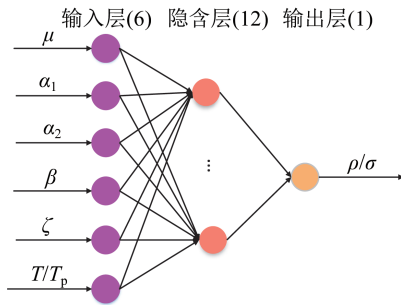 输入层(6) 隐含层(12) 输出层(1)
μ
α₁
α₂
β
ζ
T/Tₚ
⋮
ρ/σ